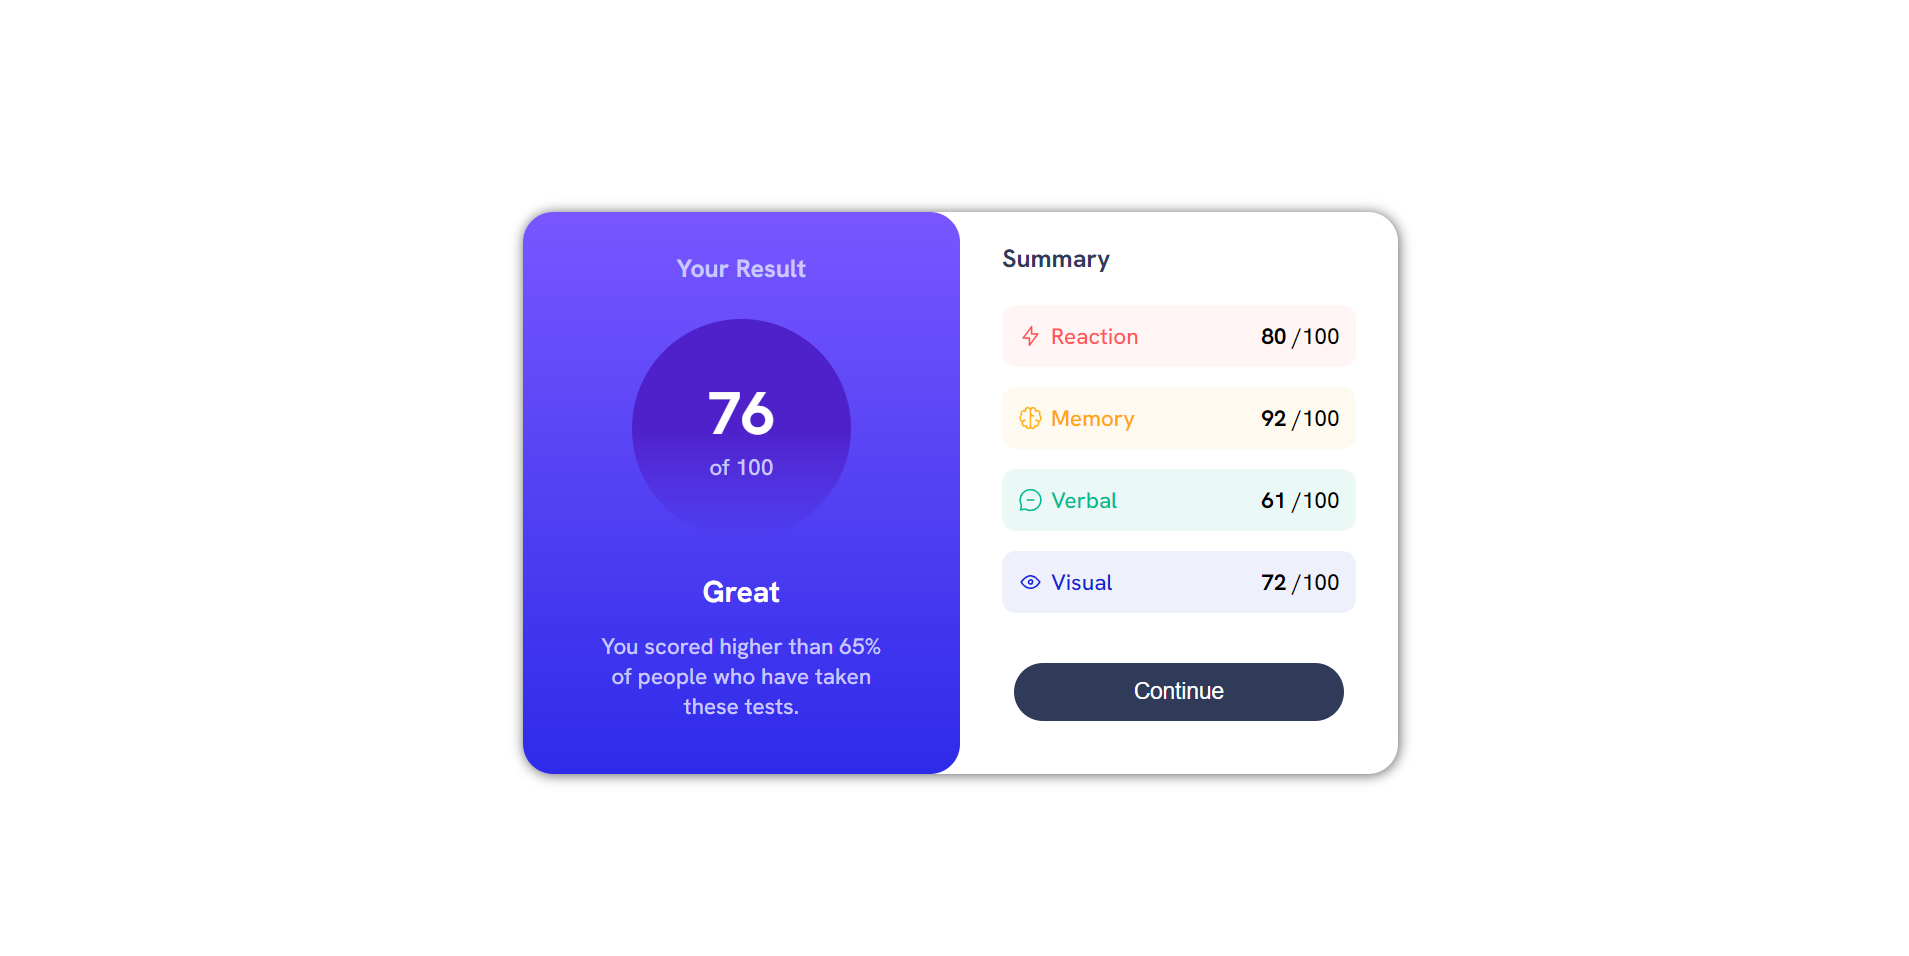 Your Result
76
of 100
Great
You scored higher than 65%
of people who have taken
these tests.
Summary
Reaction 80 /100
Memory 92 /100
Verbal 61 /100
Visual 72 /100
Continue